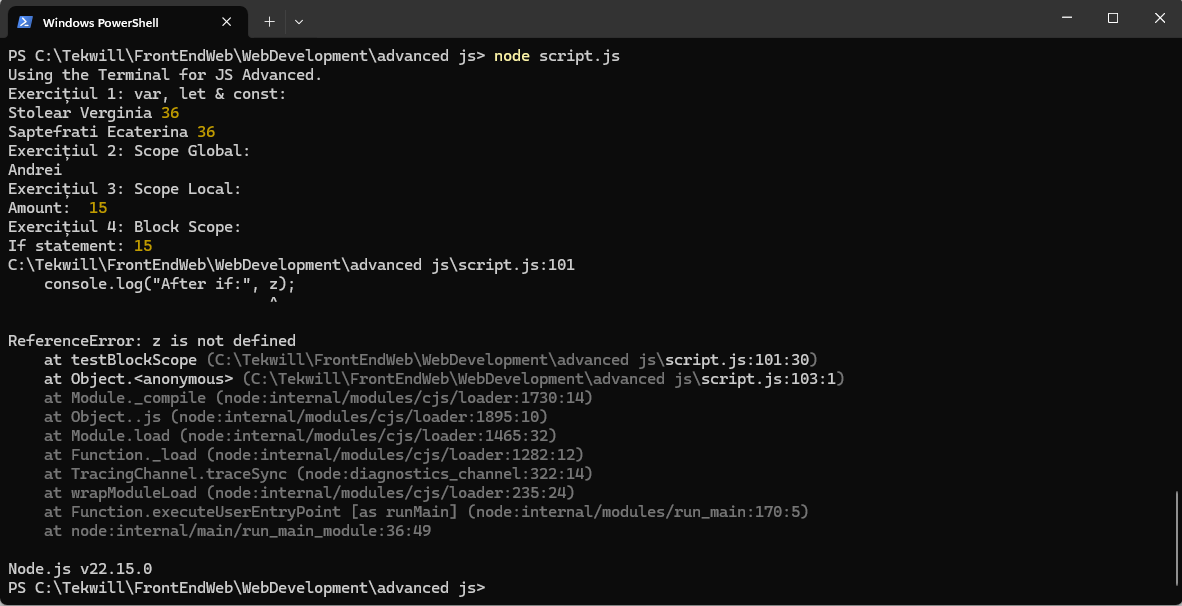 Windows PowerShell
PS C:\Tekwill\FrontEndWeb\WebDevelopment\advanced js> node script.js
Using the Terminal for JS Advanced.
Exercițiul 1: var, let & const:
Stolear Verginia 36
Saptefrati Ecaterina 36
Exercițiul 2: Scope Global:
Andrei
Exercițiul 3: Scope Local:
Amount:  15
Exercițiul 4: Block Scope:
If statement: 15
C:\Tekwill\FrontEndWeb\WebDevelopment\advanced js\script.js:101
    console.log("After if:", z);
                             ^
ReferenceError: z is not defined
    at testBlockScope (C:\Tekwill\FrontEndWeb\WebDevelopment\advanced js\script.js:101:30)
    at Object.<anonymous> (C:\Tekwill\FrontEndWeb\WebDevelopment\advanced js\script.js:103:1)
    at Module._compile (node:internal/modules/cjs/loader:1730:14)
    at Object..js (node:internal/modules/cjs/loader:1895:10)
    at Module.load (node:internal/modules/cjs/loader:1465:32)
    at Function._load (node:internal/modules/cjs/loader:1282:12)
    at TracingChannel.traceSync (node:diagnostics_channel:322:14)
    at wrapModuleLoad (node:internal/modules/cjs/loader:235:24)
    at Function.executeUserEntryPoint [as runMain] (node:internal/modules/run_main:170:5)
    at node:internal/main/run_main_module:36:49
Node.js v22.15.0
PS C:\Tekwill\FrontEndWeb\WebDevelopment\advanced js>